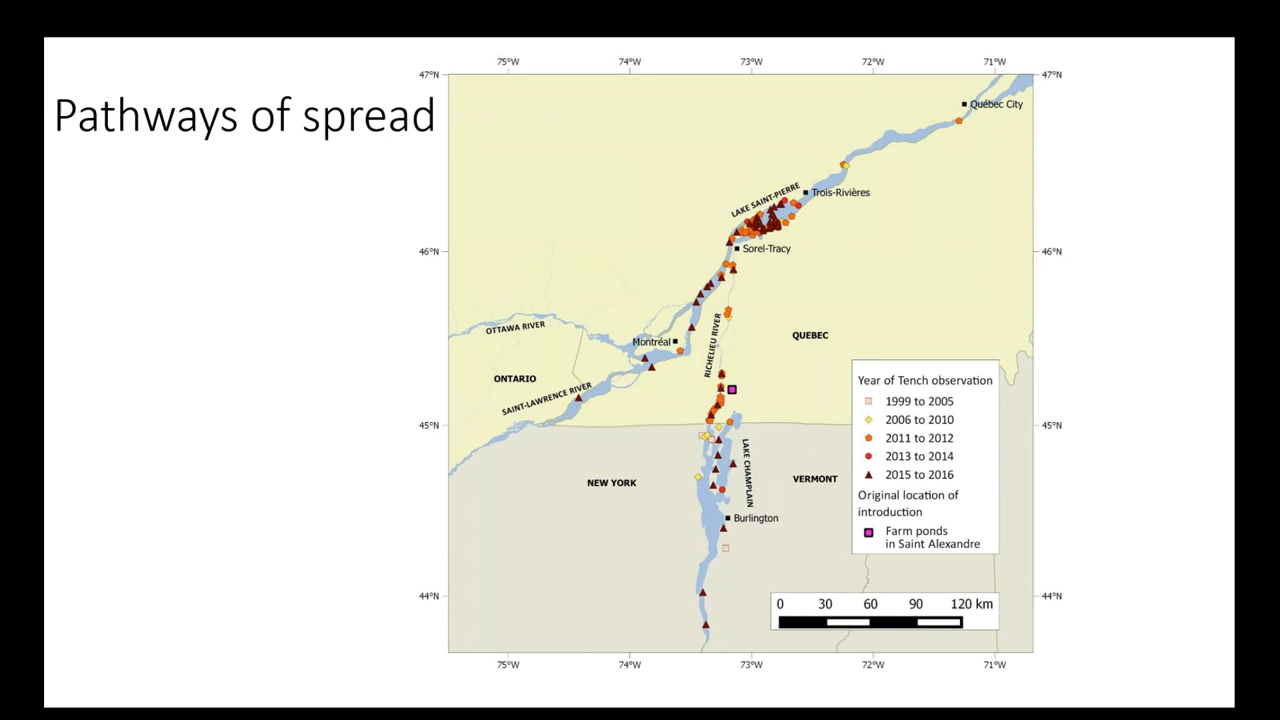 Pathways of spread
75°W
74°W
73°W
72°W
71°W
47°N
47°N
Québec City
Trois-Rivières
LAKE SAINT-PIERRE
46°N
Sorel-Tracy
46°N
OTTAWA RIVER
Montréal
RICHELIEU RIVER
QUEBEC
ONTARIO
SAINT-LAWRENCE RIVER
45°N
45°N
NEW YORK
LAKE CHAMPLAIN
VERMONT
Burlington
Year of Tench observation
1999 to 2005
2006 to 2010
2011 to 2012
2013 to 2014
2015 to 2016
Original location of
introduction
Farm ponds
in Saint Alexandre
44°N
44°N
0 30 60 90 120 km
75°W
74°W
73°W
72°W
71°W